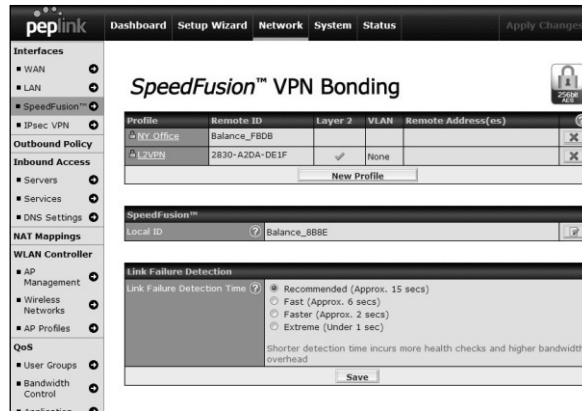 peplink
Dashboard Setup Wizard Network System Status Apply Changes
Interfaces
WAN
LAN
SpeedFusion™
IPsec VPN
Outbound Policy
Inbound Access
Servers
Services
DNS Settings
NAT Mappings
WLAN Controller
AP
Management
Wireless
Networks
AP Profiles
QoS
User Groups
Bandwidth
Control
Application
SpeedFusion™ VPN Bonding
256bit
AES
Profile Remote ID Layer 2 VLAN Remote Address(es)
NY Office Balance_FBDB
L2VPN 2830-A2DA-DE1F None
New Profile
SpeedFusion™
Local ID Balance_8B8E
Link Failure Detection
Link Failure Detection Time Recommended (Approx. 15 secs)
Fast (Approx. 6 secs)
Faster (Approx. 2 secs)
Extreme (Under 1 sec)
Shorter detection time incurs more health checks and higher bandwidth
overhead
Save